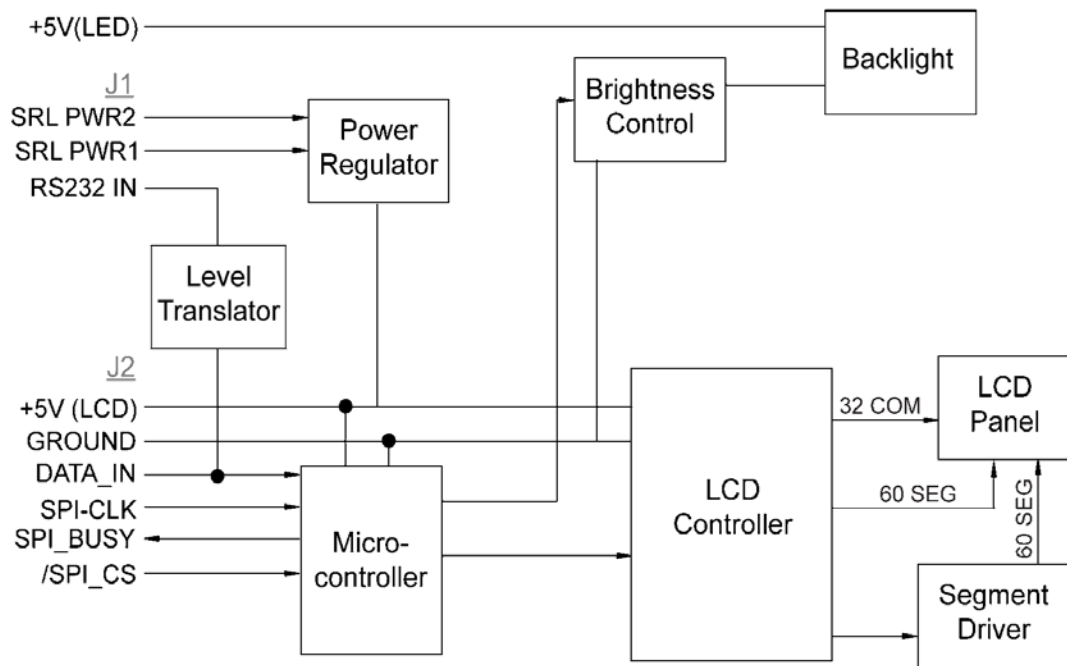 +5V(LED)
Backlight
Brightness
Control
J1
SRL PWR2
SRL PWR1
RS232 IN
Power
Regulator
Level
Translator
J2
+5V (LCD)
GROUND
DATA_IN
SPI-CLK
SPI_BUSY
/SPI_CS
Micro-
controller
LCD
Controller
32 COM
60 SEG
LCD
Panel
60 SEG
Segment
Driver